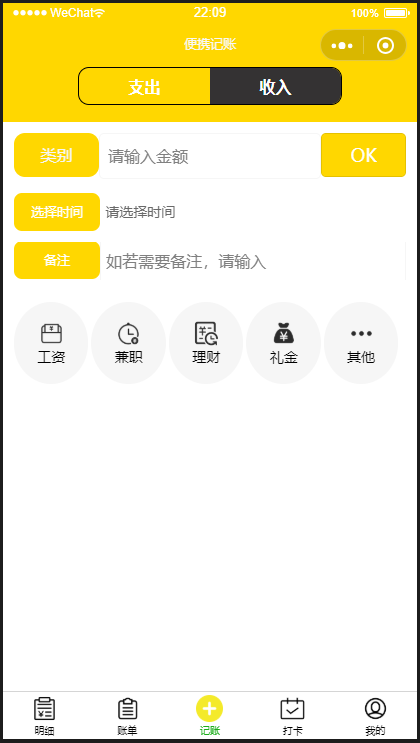 WeChat 22:09 100%
便携记账
支出 收入
类别 请输入金额 OK
选择时间 请选择时间
备注 如若需要备注，请输入
工资 兼职 理财 礼金 其他
明细 账单 记账 打卡 我的